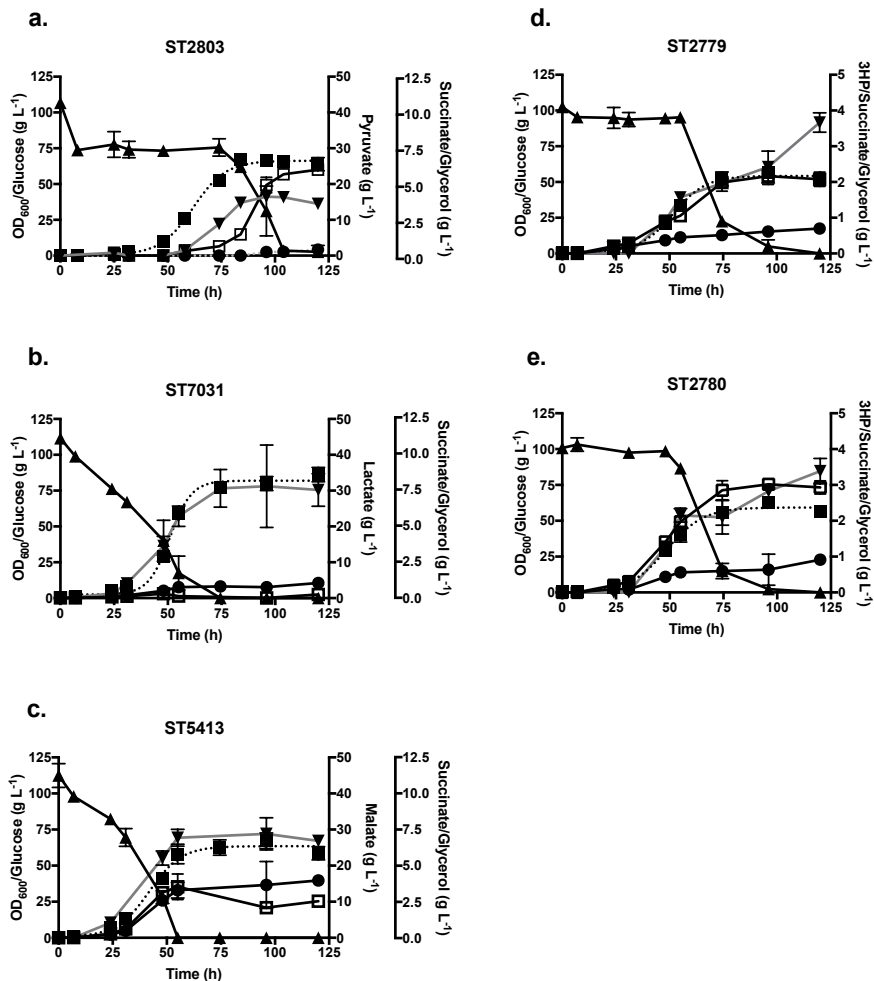 a.
ST2803
125
100
75
50
25
0
OD600/Glucose (g L-1)
0 25 50 75 100 125
Time (h)
50
40
30
20
10
0
Pyruvate (g L-1)
12.5
10.0
7.5
5.0
2.5
0.0
Succinate/Glycerol (g L-1)
b.
ST7031
125
100
75
50
25
0
OD600/Glucose (g L-1)
0 25 50 75 100 125
Time (h)
50
40
30
20
10
0
Lactate (g L-1)
12.5
10.0
7.5
5.0
2.5
0.0
Succinate/Glycerol (g L-1)
c.
ST5413
125
100
75
50
25
0
OD600/Glucose (g L-1)
0 25 50 75 100 125
Time (h)
50
40
30
20
10
0
Malate (g L-1)
12.5
10.0
7.5
5.0
2.5
0.0
Succinate/Glycerol (g L-1)
d.
ST2779
125
100
75
50
25
0
OD600/Glucose (g L-1)
0 25 50 75 100 125
Time (h)
5
4
3
2
1
0
3HP/Succinate/Glycerol (g L-1)
e.
ST2780
125
100
75
50
25
0
OD600/Glucose (g L-1)
0 25 50 75 100 125
Time (h)
5
4
3
2
1
0
3HP/Succinate/Glycerol (g L-1)